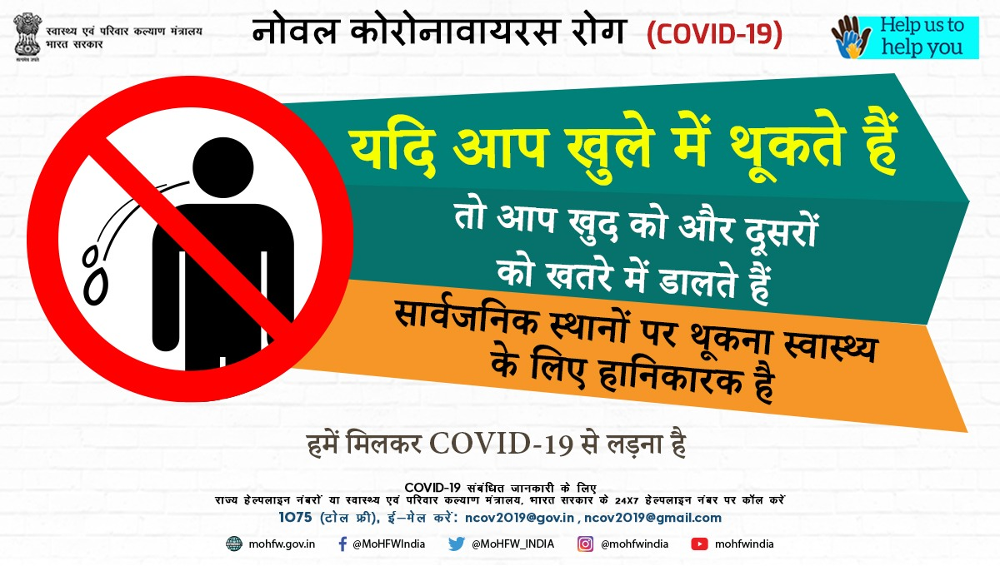 स्वास्थ्य एवं परिवार कल्याण मंत्रालय
भारत सरकार
सत्यमेव जयते
नोवल कोरोनावायरस रोग (COVID-19)
Help us to
help you
यदि आप खुले में थूकते हैं
तो आप खुद को और दूसरों
को खतरे में डालते हैं
सार्वजनिक स्थानों पर थूकना स्वास्थ्य
के लिए हानिकारक है
हमें मिलकर COVID-19 से लड़ना है
COVID-19 संबंधित जानकारी के लिए
राज्य हेल्पलाइन नंबरों या स्वास्थ्य एवं परिवार कल्याण मंत्रालय, भारत सरकार के 24X7 हेल्पलाइन नंबर पर कॉल करें
1075 (टोल फ्री), ई–मेल करें: ncov2019@gov.in , ncov2019@gmail.com
mohfw.gov.in @MoHFWIndia @MoHFW_INDIA @mohfwindia mohfwindia